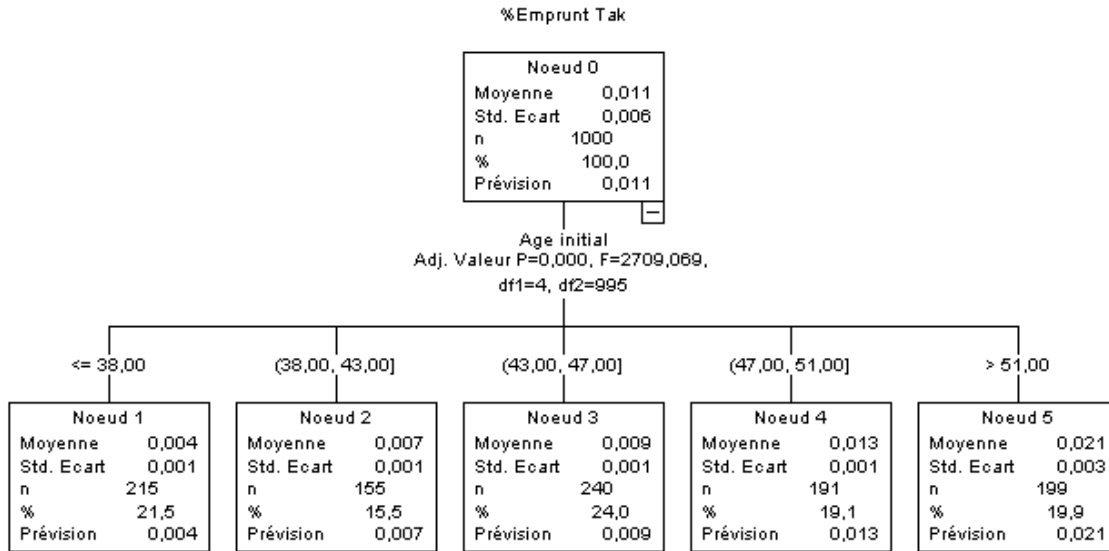 %Emprunt Tak
Noeud 0
Moyenne 0,011
Std. Ecart 0,006
n 1000
% 100,0
Prévision 0,011
Age initial
Adj. Valeur P=0,000, F=2709,069,
df1=4, df2=995
<= 38,00
(38,00, 43,00]
(43,00, 47,00]
(47,00, 51,00]
> 51,00
Noeud 1
Moyenne 0,004
Std. Ecart 0,001
n 215
% 21,5
Prévision 0,004
Noeud 2
Moyenne 0,007
Std. Ecart 0,001
n 155
% 15,5
Prévision 0,007
Noeud 3
Moyenne 0,009
Std. Ecart 0,001
n 240
% 24,0
Prévision 0,009
Noeud 4
Moyenne 0,013
Std. Ecart 0,001
n 191
% 19,1
Prévision 0,013
Noeud 5
Moyenne 0,021
Std. Ecart 0,003
n 199
% 19,9
Prévision 0,021